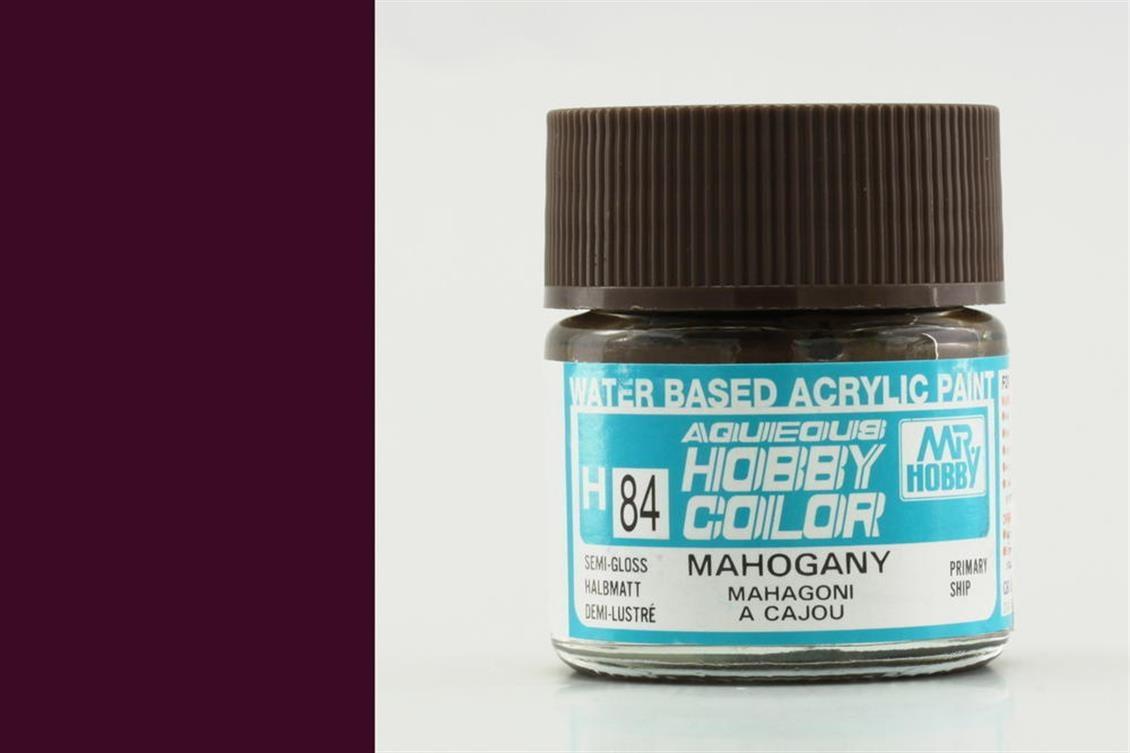 WATER BASED ACRYLIC PAINT
AQUEOUS
HOBBY
COLOR
MR
HOBBY
H 84
SEMI-GLOSS
HALBMATT
DEMI-LUSTRÉ
MAHOGANY
MAHAGONI
A CAJOU
PRIMARY
SHIP